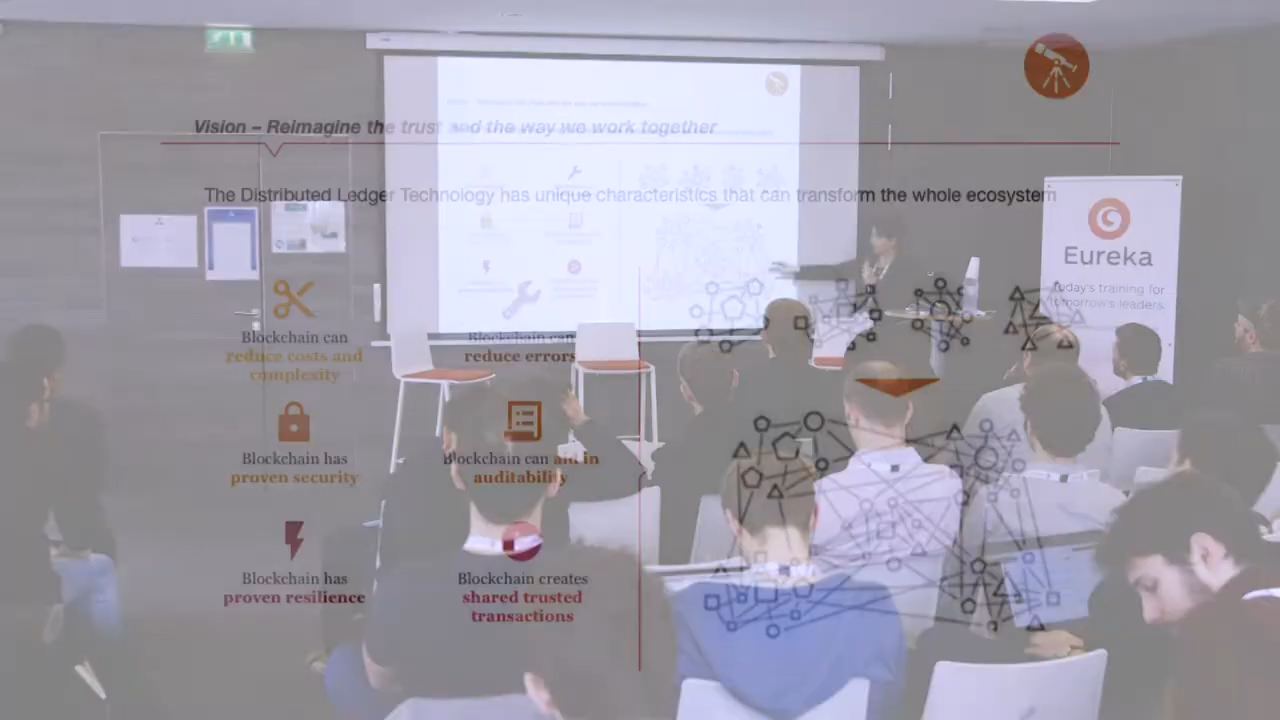 Vision – Reimagine the trust and the way we work together
The Distributed Ledger Technology has unique characteristics that can transform the whole ecosystem
Eureka
Today's training for
tomorrow's leaders.
Blockchain can
reduce costs and
complexity
Blockchain can
reduce errors
Blockchain has
proven security
Blockchain can aid in
auditability
Blockchain has
proven resilience
Blockchain creates
shared trusted
transactions